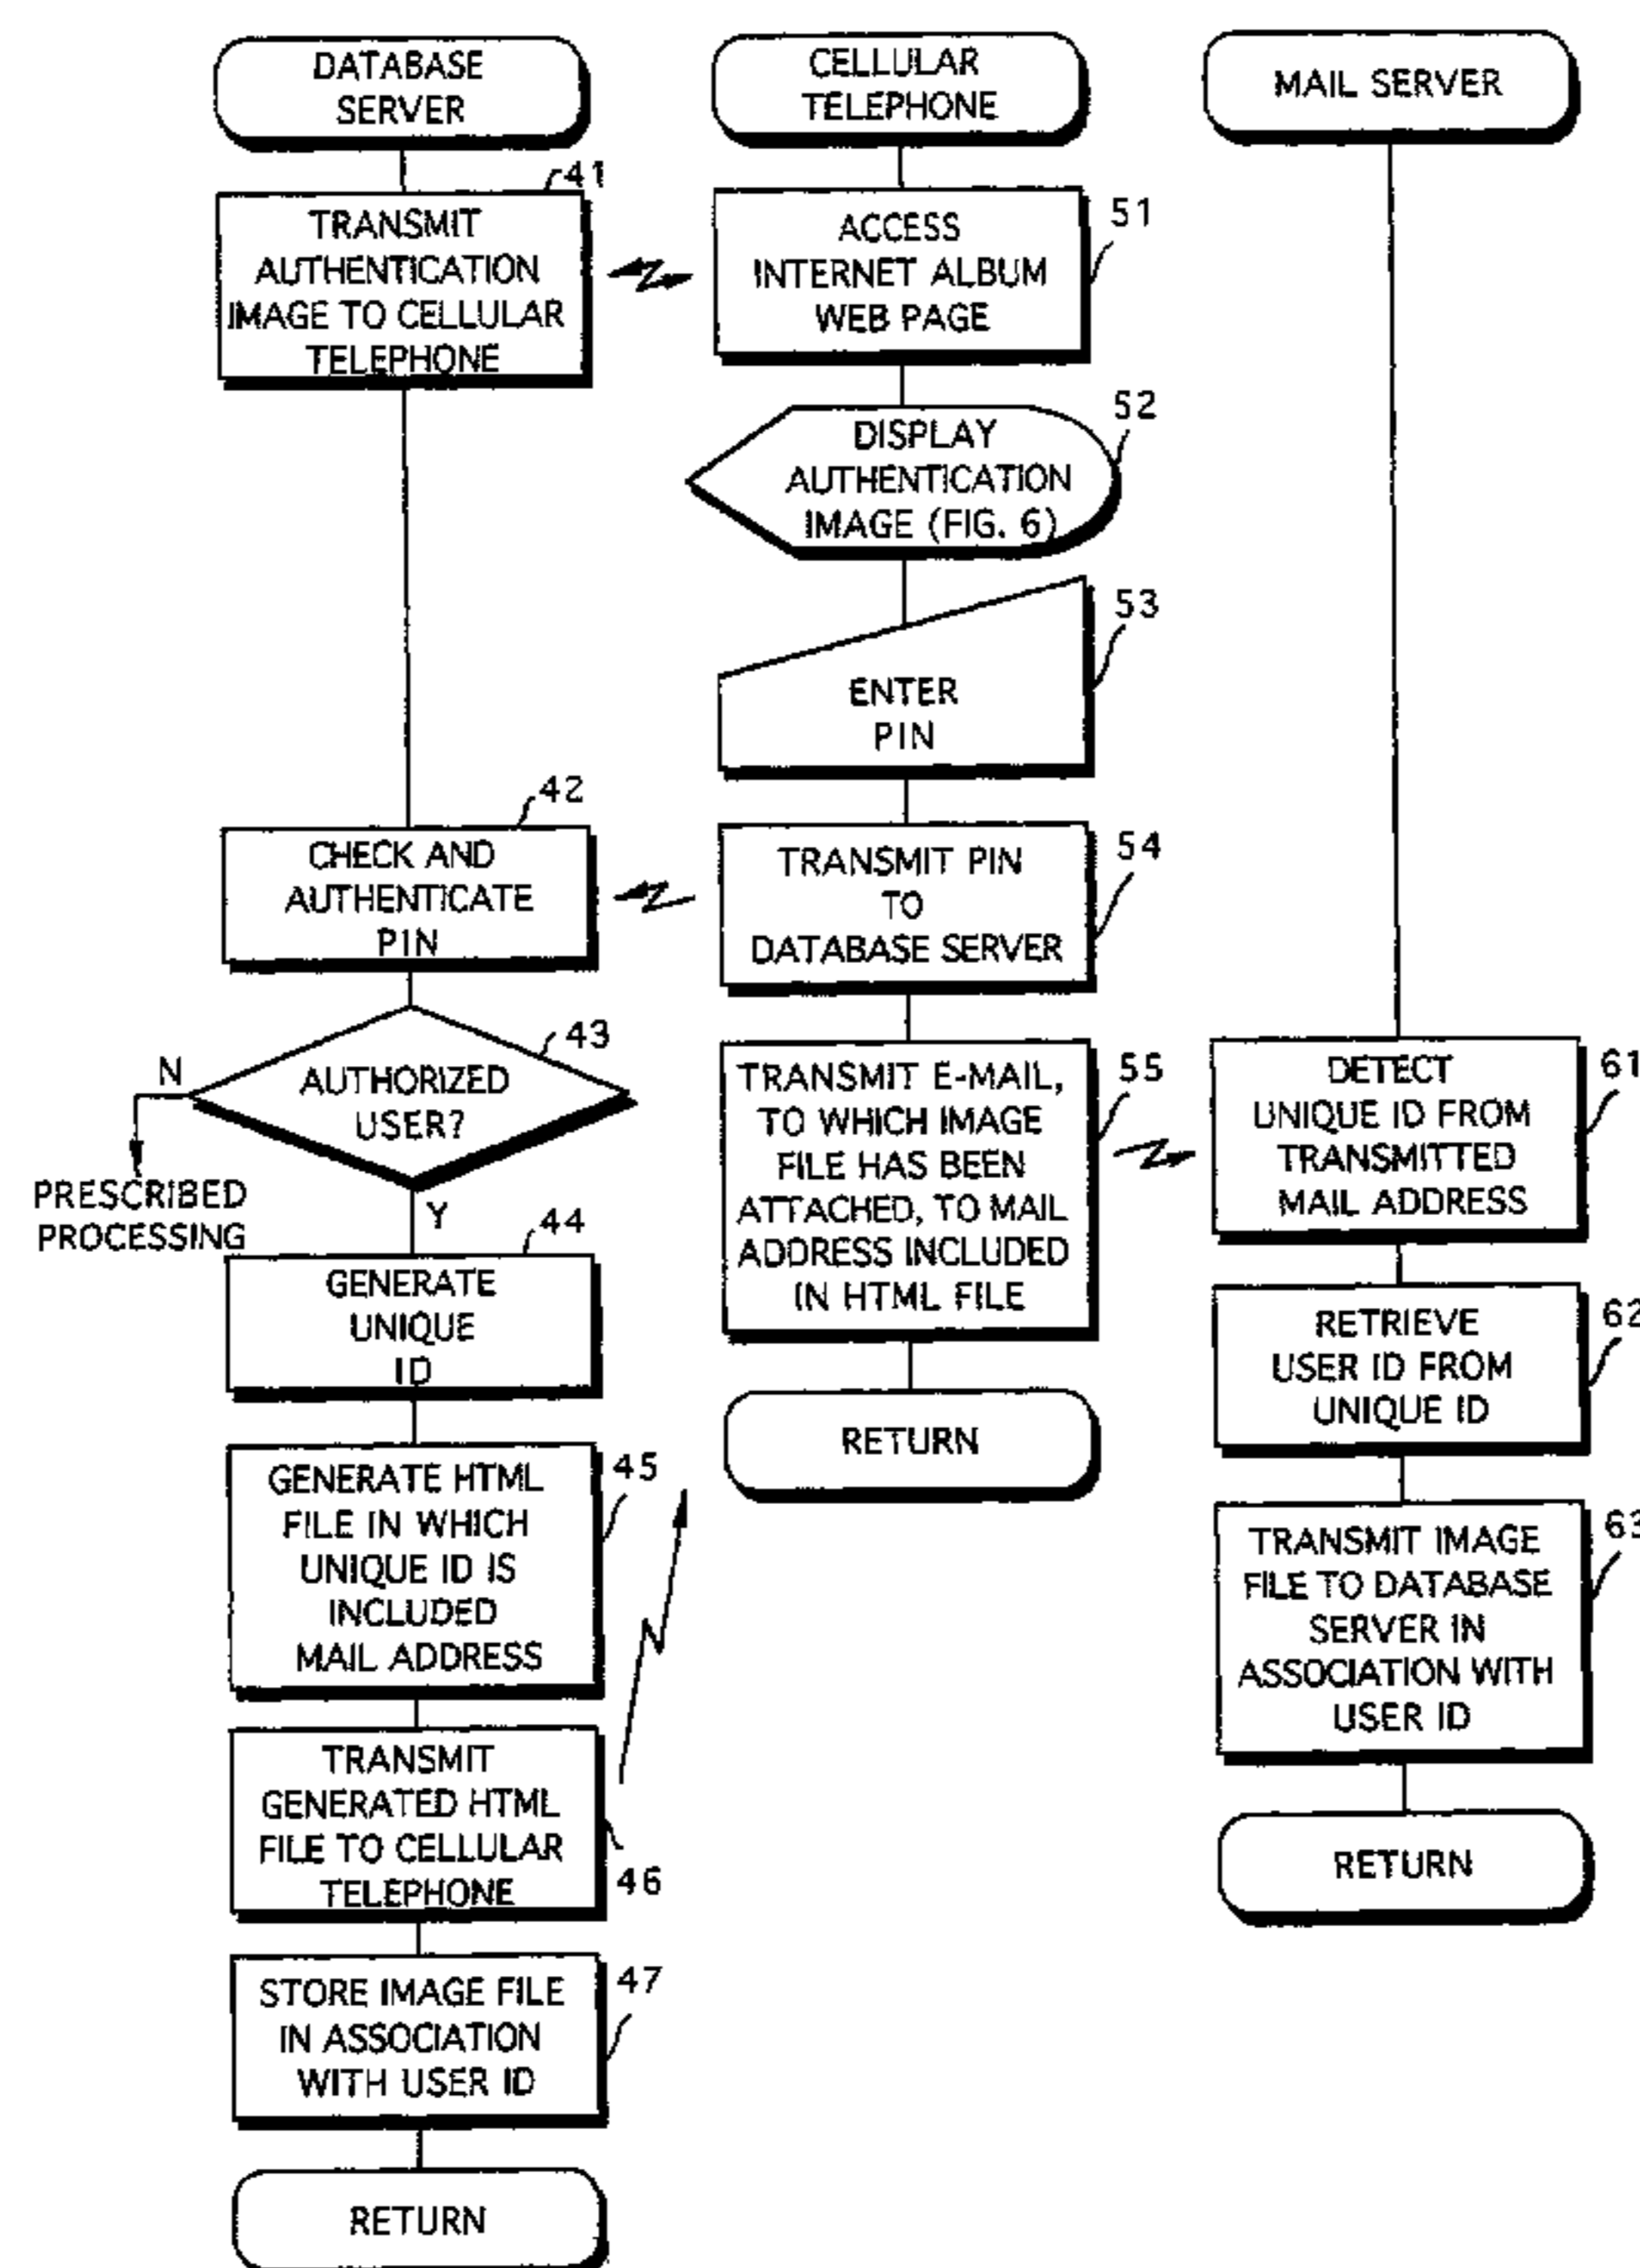 DATABASE
SERVER
41
TRANSMIT
AUTHENTICATION
IMAGE TO CELLULAR
TELEPHONE
42
CHECK AND
AUTHENTICATE
PIN
43
AUTHORIZED
USER?
N
PRESCRIBED
PROCESSING
Y
44
GENERATE
UNIQUE
ID
45
GENERATE HTML
FILE IN WHICH
UNIQUE ID IS
INCLUDED
MAIL ADDRESS
TRANSMIT
GENERATED HTML
FILE TO CELLULAR
TELEPHONE
46
47
STORE IMAGE FILE
IN ASSOCIATION
WITH USER ID
RETURN
CELLULAR
TELEPHONE
51
ACCESS
INTERNET ALBUM
WEB PAGE
52
DISPLAY
AUTHENTICATION
IMAGE (FIG. 6)
53
ENTER
PIN
54
TRANSMIT PIN
TO
DATABASE SERVER
55
TRANSMIT E-MAIL,
TO WHICH IMAGE
FILE HAS BEEN
ATTACHED, TO MAIL
ADDRESS INCLUDED
IN HTML FILE
RETURN
MAIL SERVER
61
DETECT
UNIQUE ID FROM
TRANSMITTED
MAIL ADDRESS
62
RETRIEVE
USER ID FROM
UNIQUE ID
63
TRANSMIT IMAGE
FILE TO DATABASE
SERVER IN
ASSOCIATION WITH
USER ID
RETURN